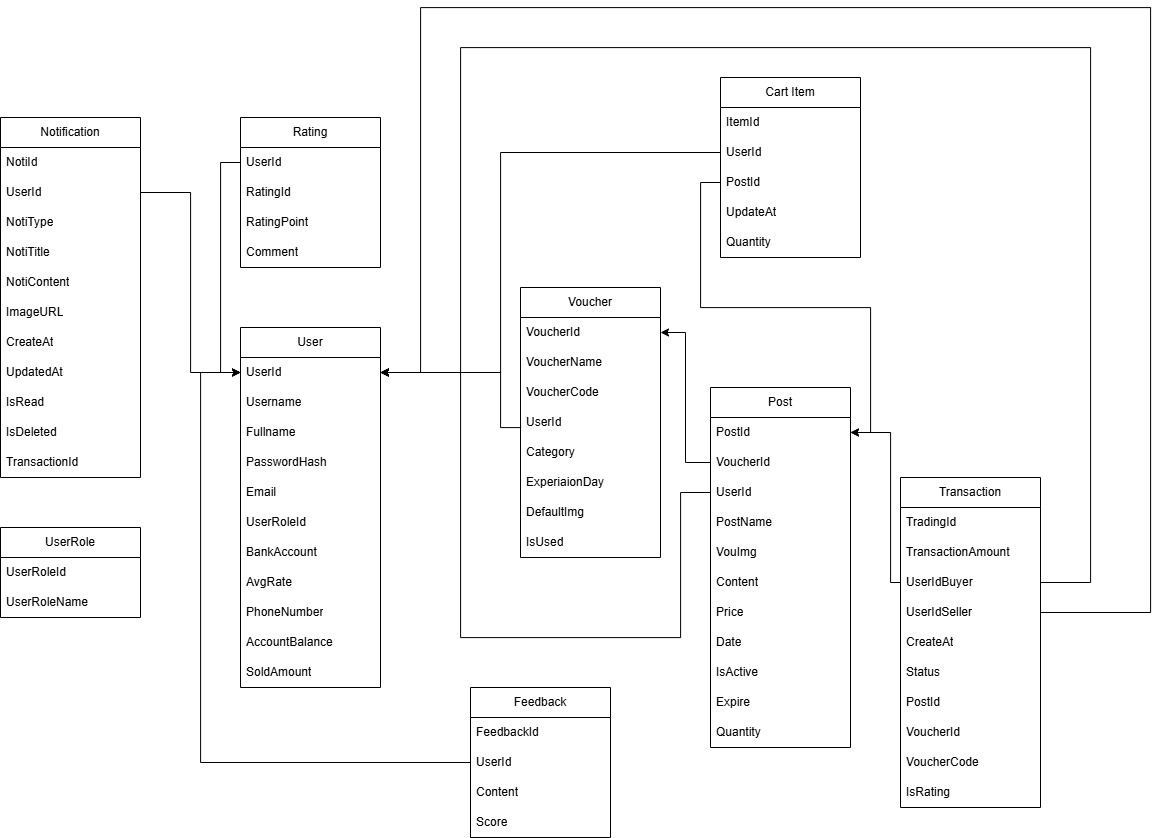 Notification
NotiId
UserId
NotiType
NotiTitle
NotiContent
ImageURL
CreateAt
UpdatedAt
IsRead
IsDeleted
TransactionId
UserRole
UserRoleId
UserRoleName
Rating
UserId
RatingId
RatingPoint
Comment
User
UserId
Username
Fullname
PasswordHash
Email
UserRoleId
BankAccount
AvgRate
PhoneNumber
AccountBalance
SoldAmount
Feedback
FeedbackId
UserId
Content
Score
Voucher
VoucherId
VoucherName
VoucherCode
UserId
Category
ExperiaionDay
DefaultImg
IsUsed
Cart Item
ItemId
UserId
PostId
UpdateAt
Quantity
Post
PostId
VoucherId
UserId
PostName
VouImg
Content
Price
Date
IsActive
Expire
Quantity
Transaction
TradingId
TransactionAmount
UserIdBuyer
UserIdSeller
CreateAt
Status
PostId
VoucherId
VoucherCode
IsRating